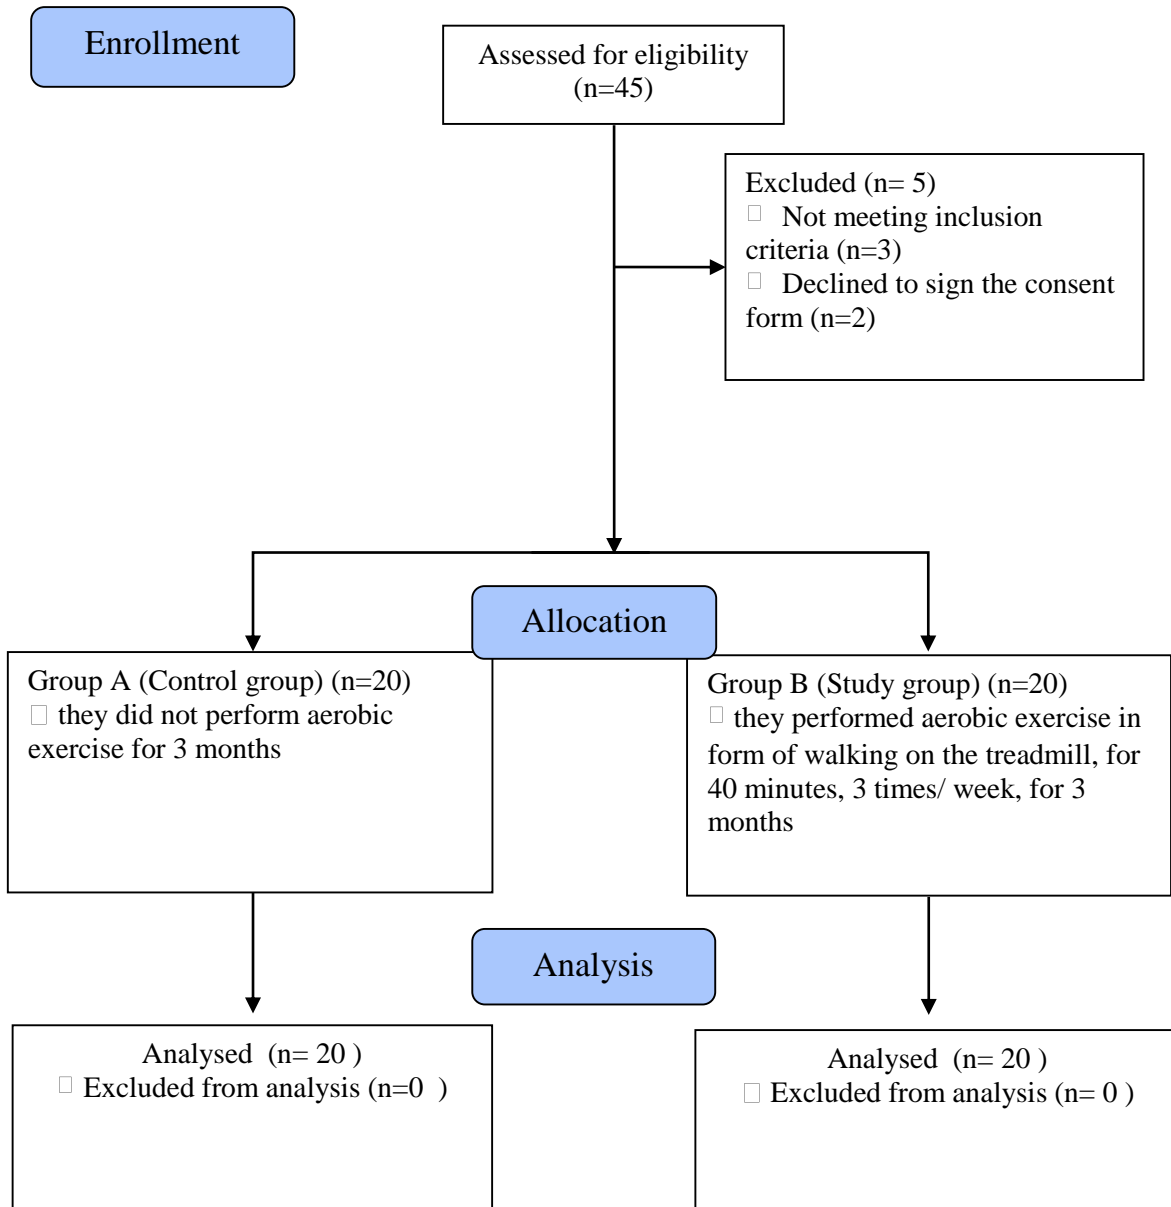 Enrollment
Assessed for eligibility
(n=45)
Excluded (n= 5)
Not meeting inclusion
criteria (n=3)
Declined to sign the consent
form (n=2)
Allocation
Group A (Control group) (n=20)
they did not perform aerobic
exercise for 3 months
Group B (Study group) (n=20)
they performed aerobic exercise in
form of walking on the treadmill, for
40 minutes, 3 times/ week, for 3
months
Analysis
Analysed (n= 20 )
Excluded from analysis (n=0 )
Analysed (n= 20 )
Excluded from analysis (n= 0 )